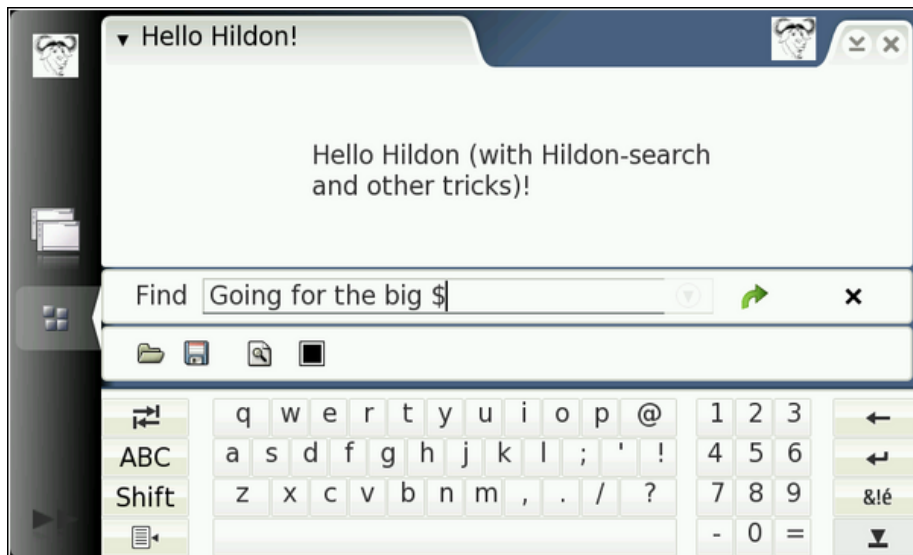 Hello Hildon!
Hello Hildon (with Hildon-search
and other tricks)!
Find Going for the big $
q w e r t y u i o p @ 1 2 3
ABC a s d f g h j k l ; ' ! 4 5 6
Shift z x c v b n m , . / ? 7 8 9 &!é
- 0 =